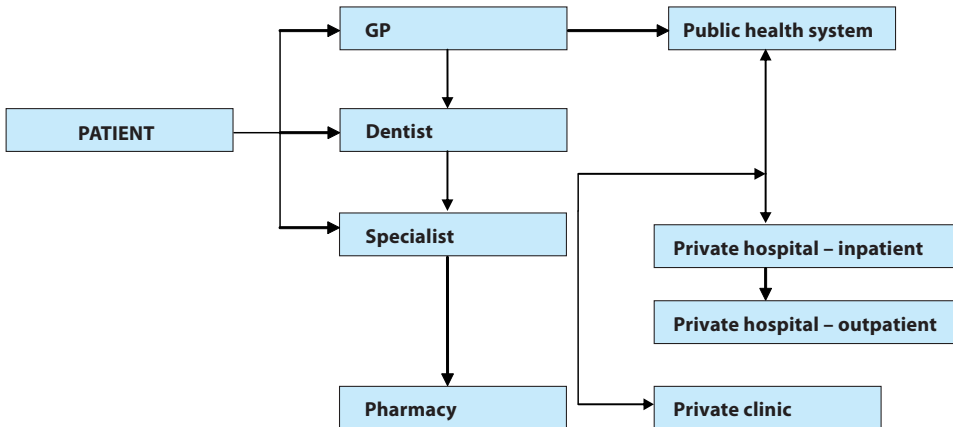 GP
Public health system
PATIENT
Dentist
Specialist
Private hospital – inpatient
Private hospital – outpatient
Pharmacy
Private clinic